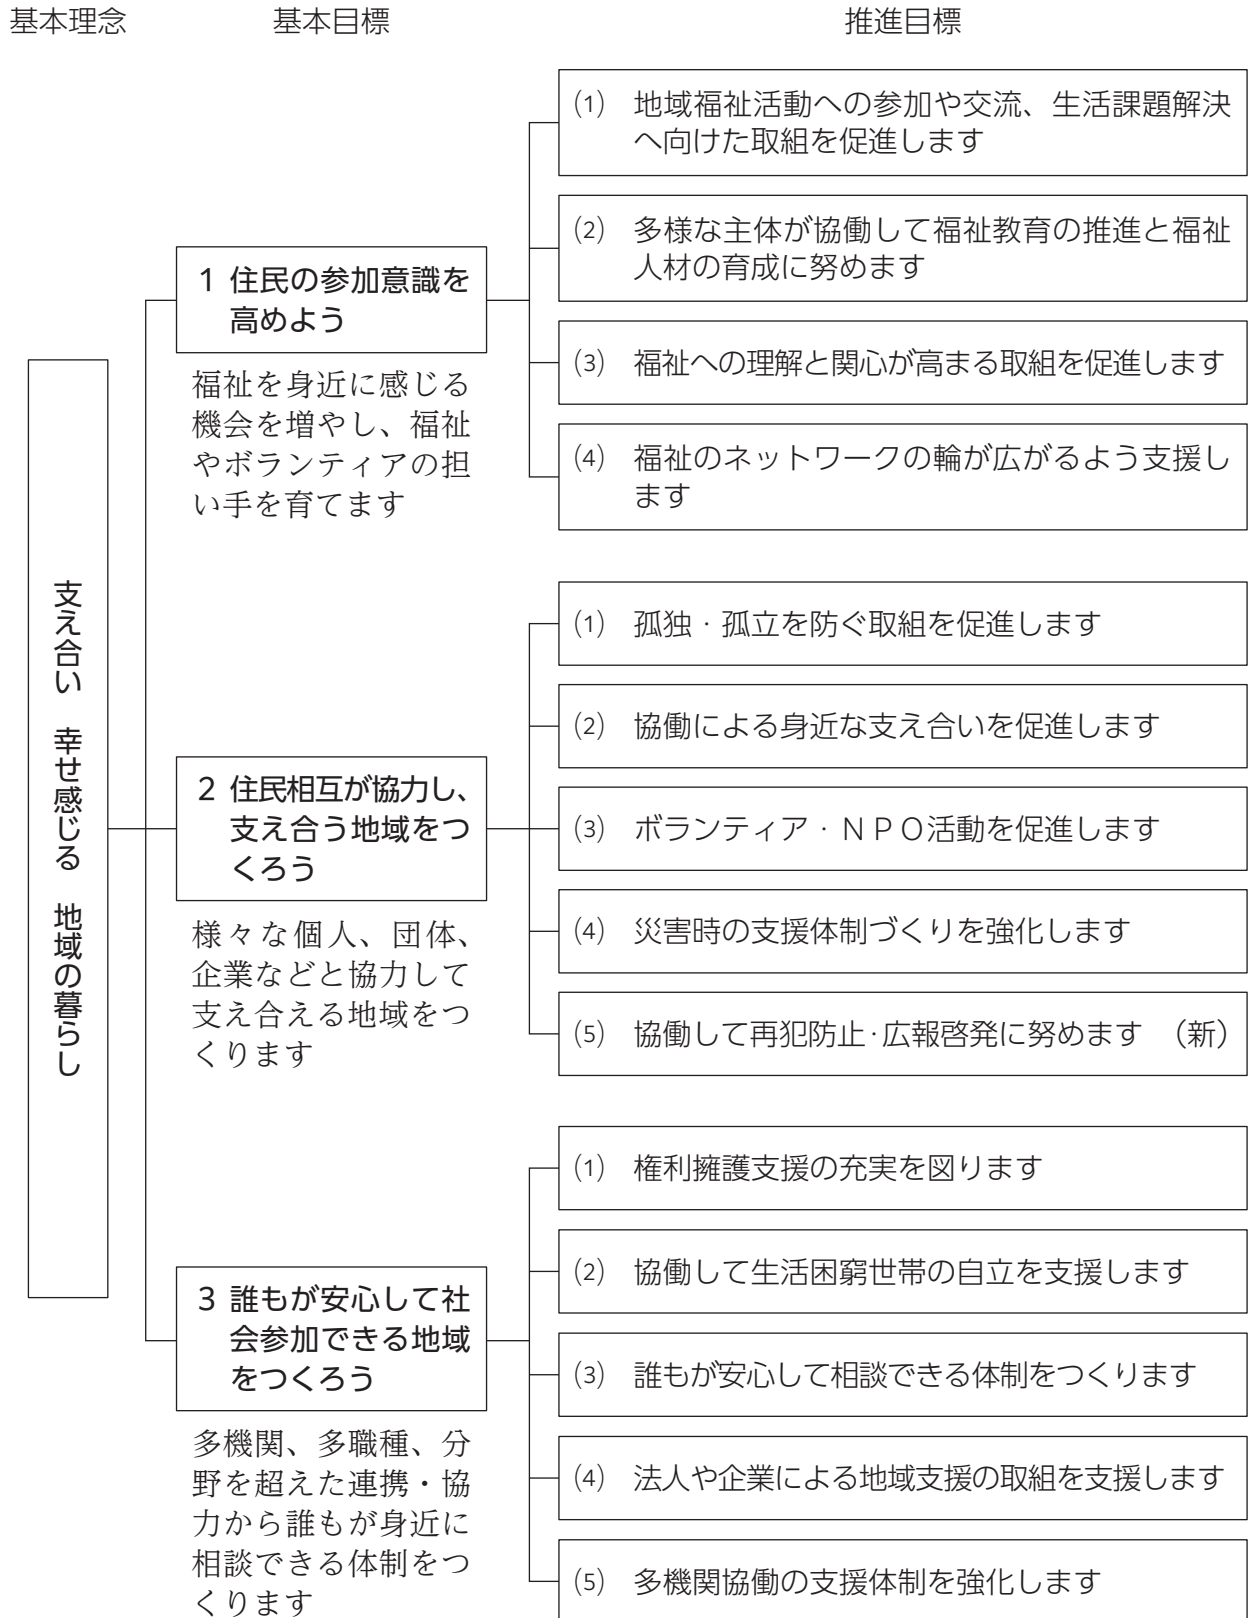 基本理念
基本目標
推進目標
支え合い　幸せ感じる　地域の暮らし
1 住民の参加意識を
高めよう
福祉を身近に感じる
機会を増やし、福祉
やボランティアの担
い手を育てます
(1)　地域福祉活動への参加や交流、生活課題解決
へ向けた取組を促進します
(2)　多様な主体が協働して福祉教育の推進と福祉
人材の育成に努めます
(3)　福祉への理解と関心が高まる取組を促進します
(4)　福祉のネットワークの輪が広がるよう支援し
ます
2 住民相互が協力し、
支え合う地域をつ
くろう
様々な個人、団体、
企業などと協力して
支え合える地域をつ
くります
(1)　孤独・孤立を防ぐ取組を促進します
(2)　協働による身近な支え合いを促進します
(3)　ボランティア・ＮＰＯ活動を促進します
(4)　災害時の支援体制づくりを強化します
(5)　協働して再犯防止・広報啓発に努めます　（新）
3 誰もが安心して社
会参加できる地域
をつくろう
多機関、多職種、分
野を超えた連携・協
力から誰もが身近に
相談できる体制をつ
くります
(1)　権利擁護支援の充実を図ります
(2)　協働して生活困窮世帯の自立を支援します
(3)　誰もが安心して相談できる体制をつくります
(4)　法人や企業による地域支援の取組を支援します
(5)　多機関協働の支援体制を強化します